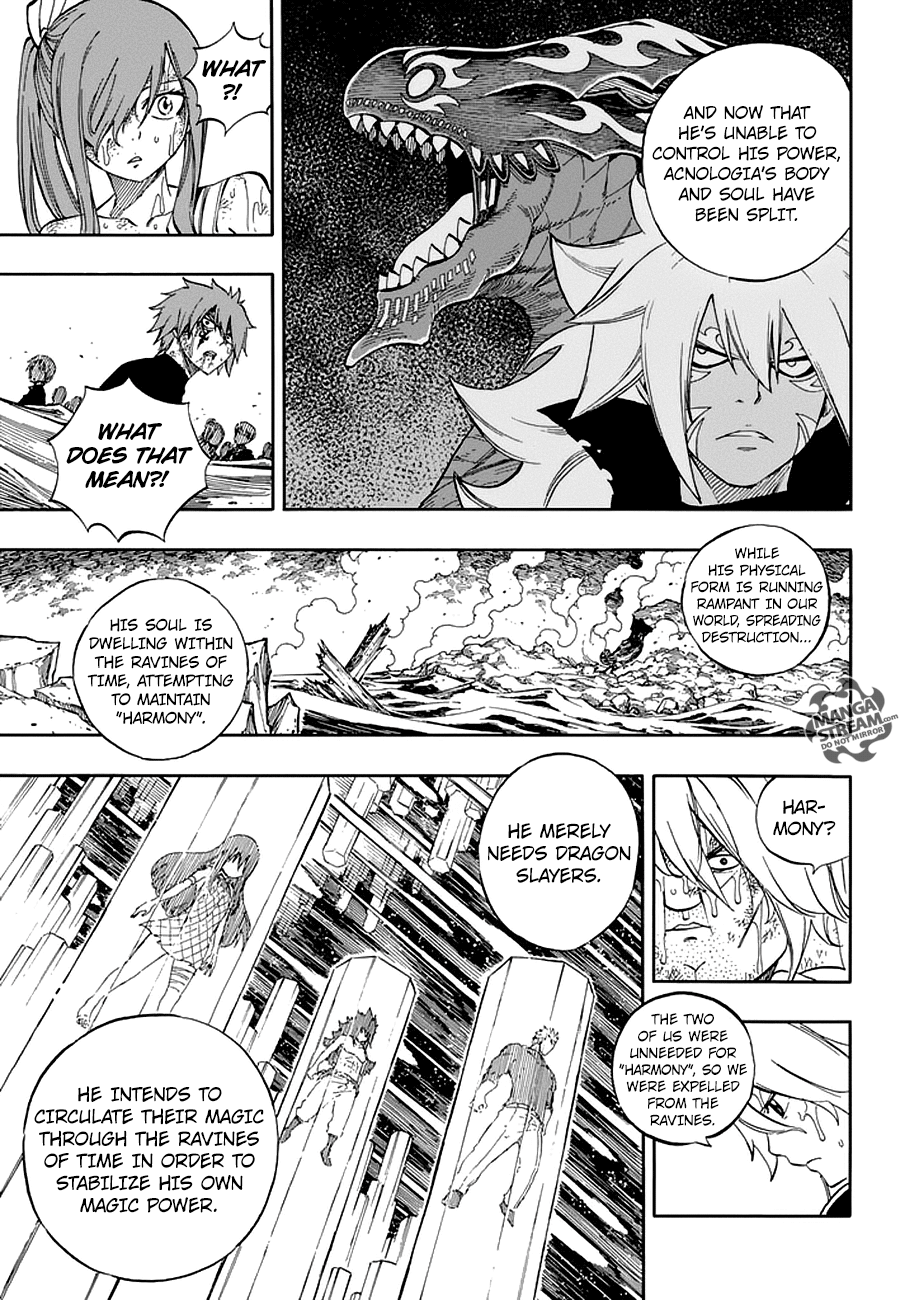 AND NOW THAT
HE'S UNABLE TO
CONTROL HIS POWER,
ACNOLOGIA'S BODY
AND SOUL HAVE
BEEN SPLIT.
WHAT
?!
WHAT
DOES THAT
MEAN?!
WHILE
HIS PHYSICAL
FORM IS RUNNING
RAMPANT IN OUR
WORLD, SPREADING
DESTRUCTION...
HIS SOUL IS
DWELLING WITHIN
THE RAVINES OF
TIME, ATTEMPTING
TO MAINTAIN
"HARMONY".
MANGA
STREAM.com
DO NOT MIRROR
HAR-
MONY?
THE TWO
OF US WERE
UNNEEDED FOR
"HARMONY", SO WE
WERE EXPELLED
FROM THE
RAVINES.
HE MERELY
NEEDS DRAGON
SLAYERS.
HE INTENDS TO
CIRCULATE THEIR MAGIC
THROUGH THE RAVINES
OF TIME IN ORDER TO
STABILIZE HIS OWN
MAGIC POWER.